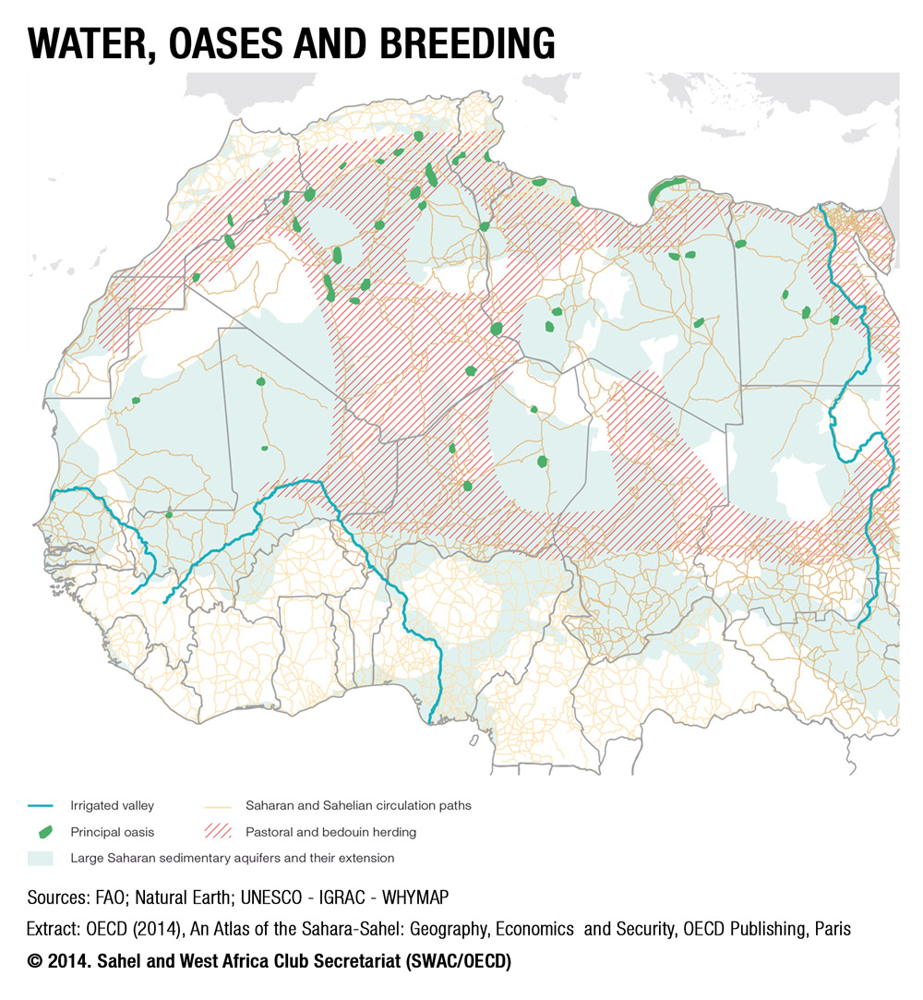 WATER, OASES AND BREEDING
Irrigated valley
Saharan and Sahelian circulation paths
Principal oasis
Pastoral and bedouin herding
Large Saharan sedimentary aquifers and their extension
Sources: FAO; Natural Earth; UNESCO - IGRAC - WHYMAP
Extract: OECD (2014), An Atlas of the Sahara-Sahel: Geography, Economics  and Security, OECD Publishing, Paris
© 2014. Sahel and West Africa Club Secretariat (SWAC/OECD)